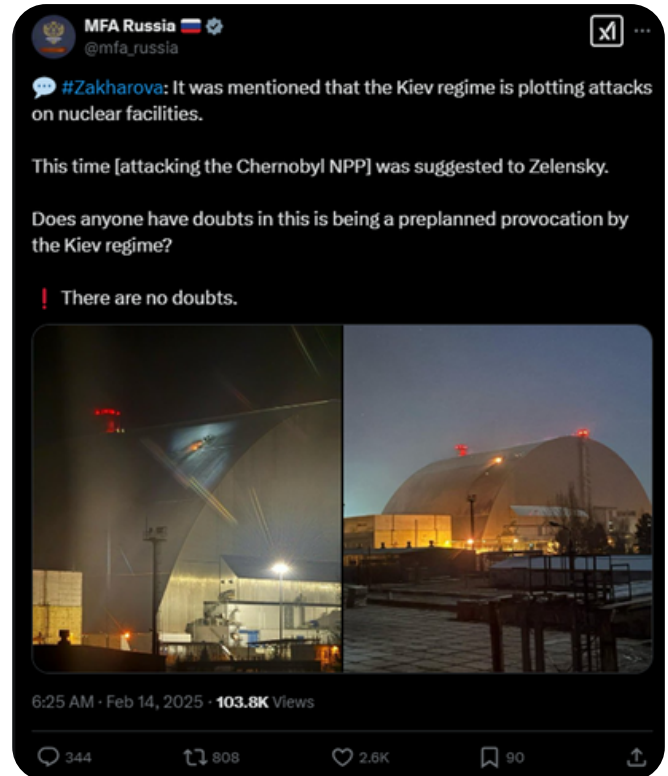 MFA Russia
@mfa_russia
#Zakharova: It was mentioned that the Kiev regime is plotting attacks
on nuclear facilities.
This time [attacking the Chernobyl NPP] was suggested to Zelensky.
Does anyone have doubts in this is being a preplanned provocation by
the Kiev regime?
❗ There are no doubts.
6:25 AM · Feb 14, 2025 · 103.8K Views
344 808 2.6K 90